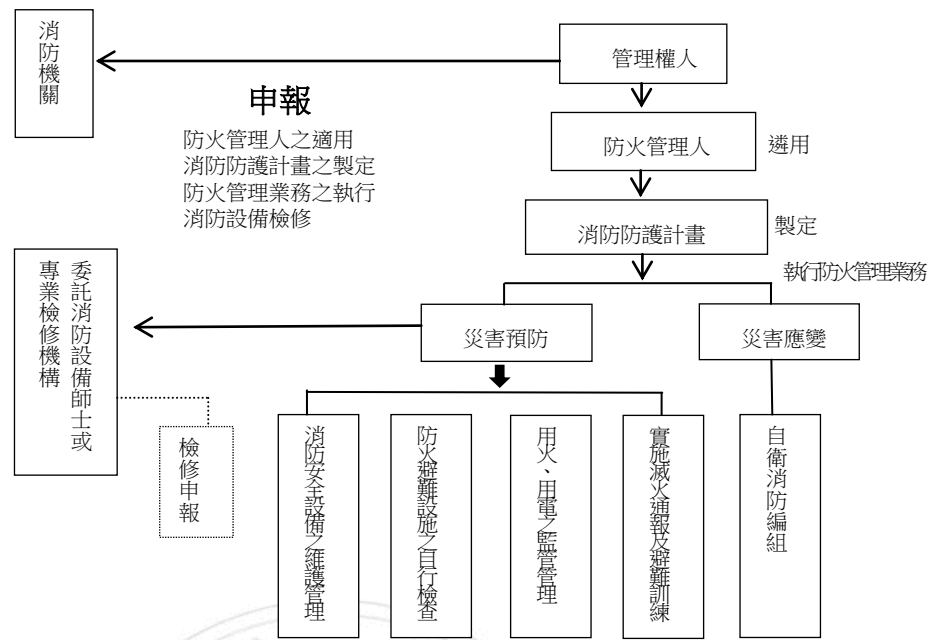 消防機關
管理權人
申報
防火管理人之適用
消防防護計畫之製定
防火管理業務之執行
消防設備檢修
防火管理人
遴用
消防防護計畫
製定
執行防火管理業務
委託消防設備師士或
專業檢修機構
災害預防
災害應變
檢修申報
消防安全設備之維護管理
防火避難設施之自行檢查
用火、用電之監管管理
實施滅火通報及避難訓練
自衛消防編組